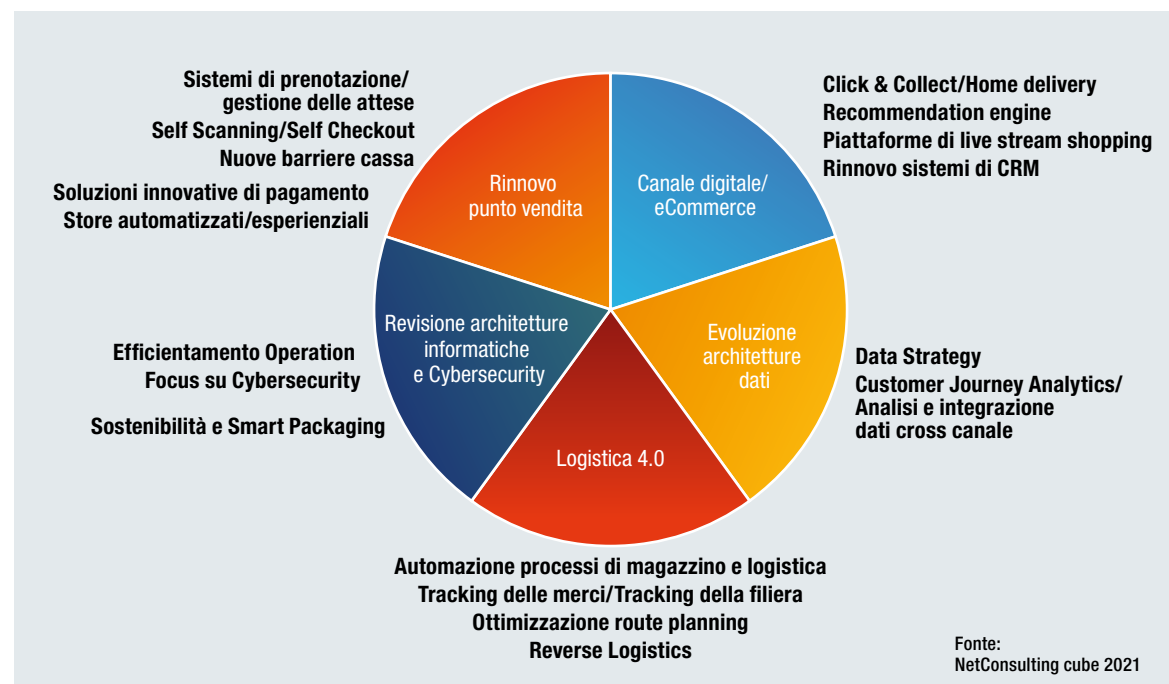 Sistemi di prenotazione/
gestione delle attese
Self Scanning/Self Checkout
Nuove barriere cassa
Soluzioni innovative di pagamento
Store automatizzati/esperienziali
Rinnovo
punto vendita
Canale digitale/
eCommerce
Click & Collect/Home delivery
Recommendation engine
Piattaforme di live stream shopping
Rinnovo sistemi di CRM
Efficientamento Operation
Focus su Cybersecurity
Sostenibilità e Smart Packaging
Revisione architetture
informatiche
e Cybersecurity
Evoluzione
architetture
dati
Data Strategy
Customer Journey Analytics/
Analisi e integrazione
dati cross canale
Logistica 4.0
Automazione processi di magazzino e logistica
Tracking delle merci/Tracking della filiera
Ottimizzazione route planning
Reverse Logistics
Fonte:
NetConsulting cube 2021